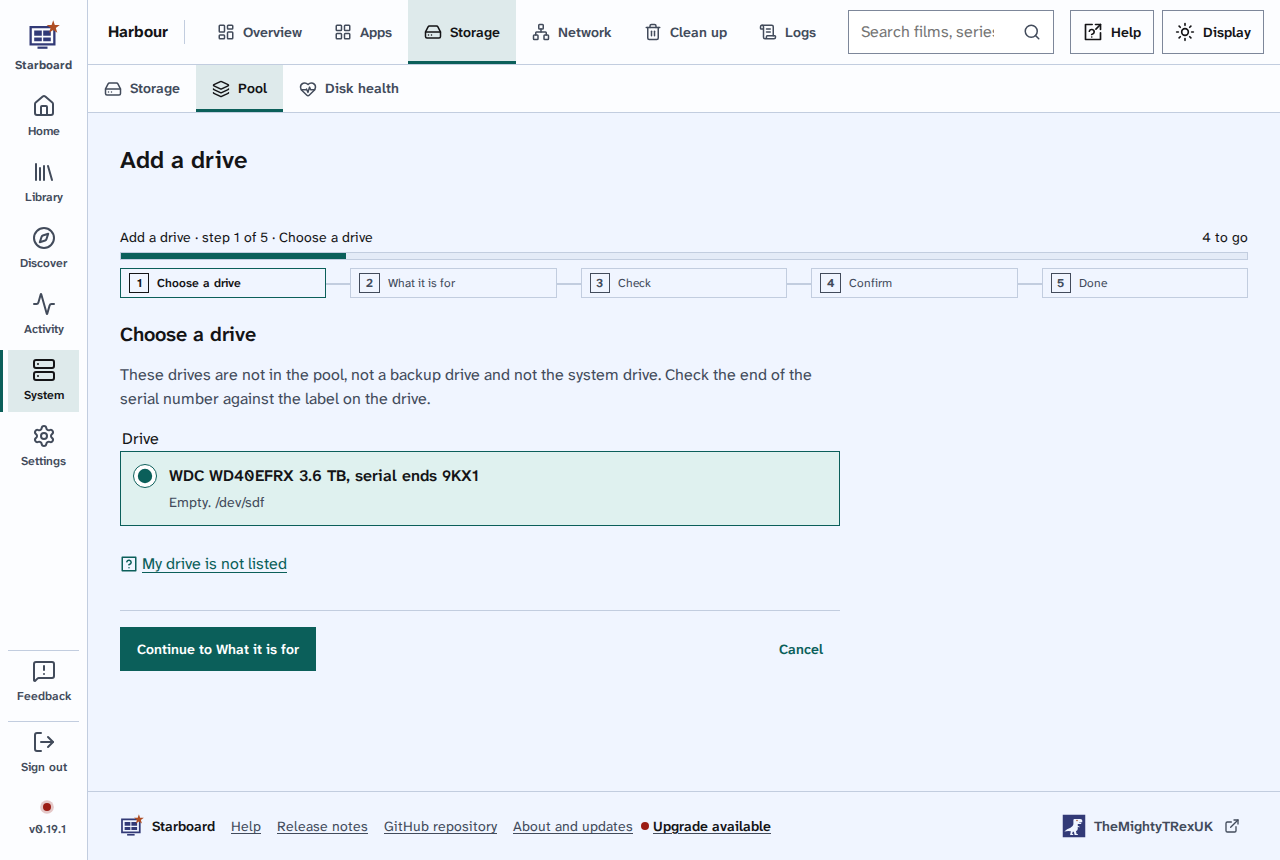 Starboard
Home
Library
Discover
Activity
System
Settings
Feedback
Sign out
v0.19.1
Harbour
Overview
Apps
Storage
Network
Clean up
Logs
Search films, series
Help
Display
Storage
Pool
Disk health
Add a drive
Add a drive · step 1 of 5 · Choose a drive
4 to go
1 Choose a drive
2 What it is for
3 Check
4 Confirm
5 Done
Choose a drive
These drives are not in the pool, not a backup drive and not the system drive. Check the end of the
serial number against the label on the drive.
Drive
WDC WD40EFRX 3.6 TB, serial ends 9KX1
Empty. /dev/sdf
My drive is not listed
Continue to What it is for
Cancel
Starboard
Help
Release notes
GitHub repository
About and updates
Upgrade available
TheMightyTRexUK